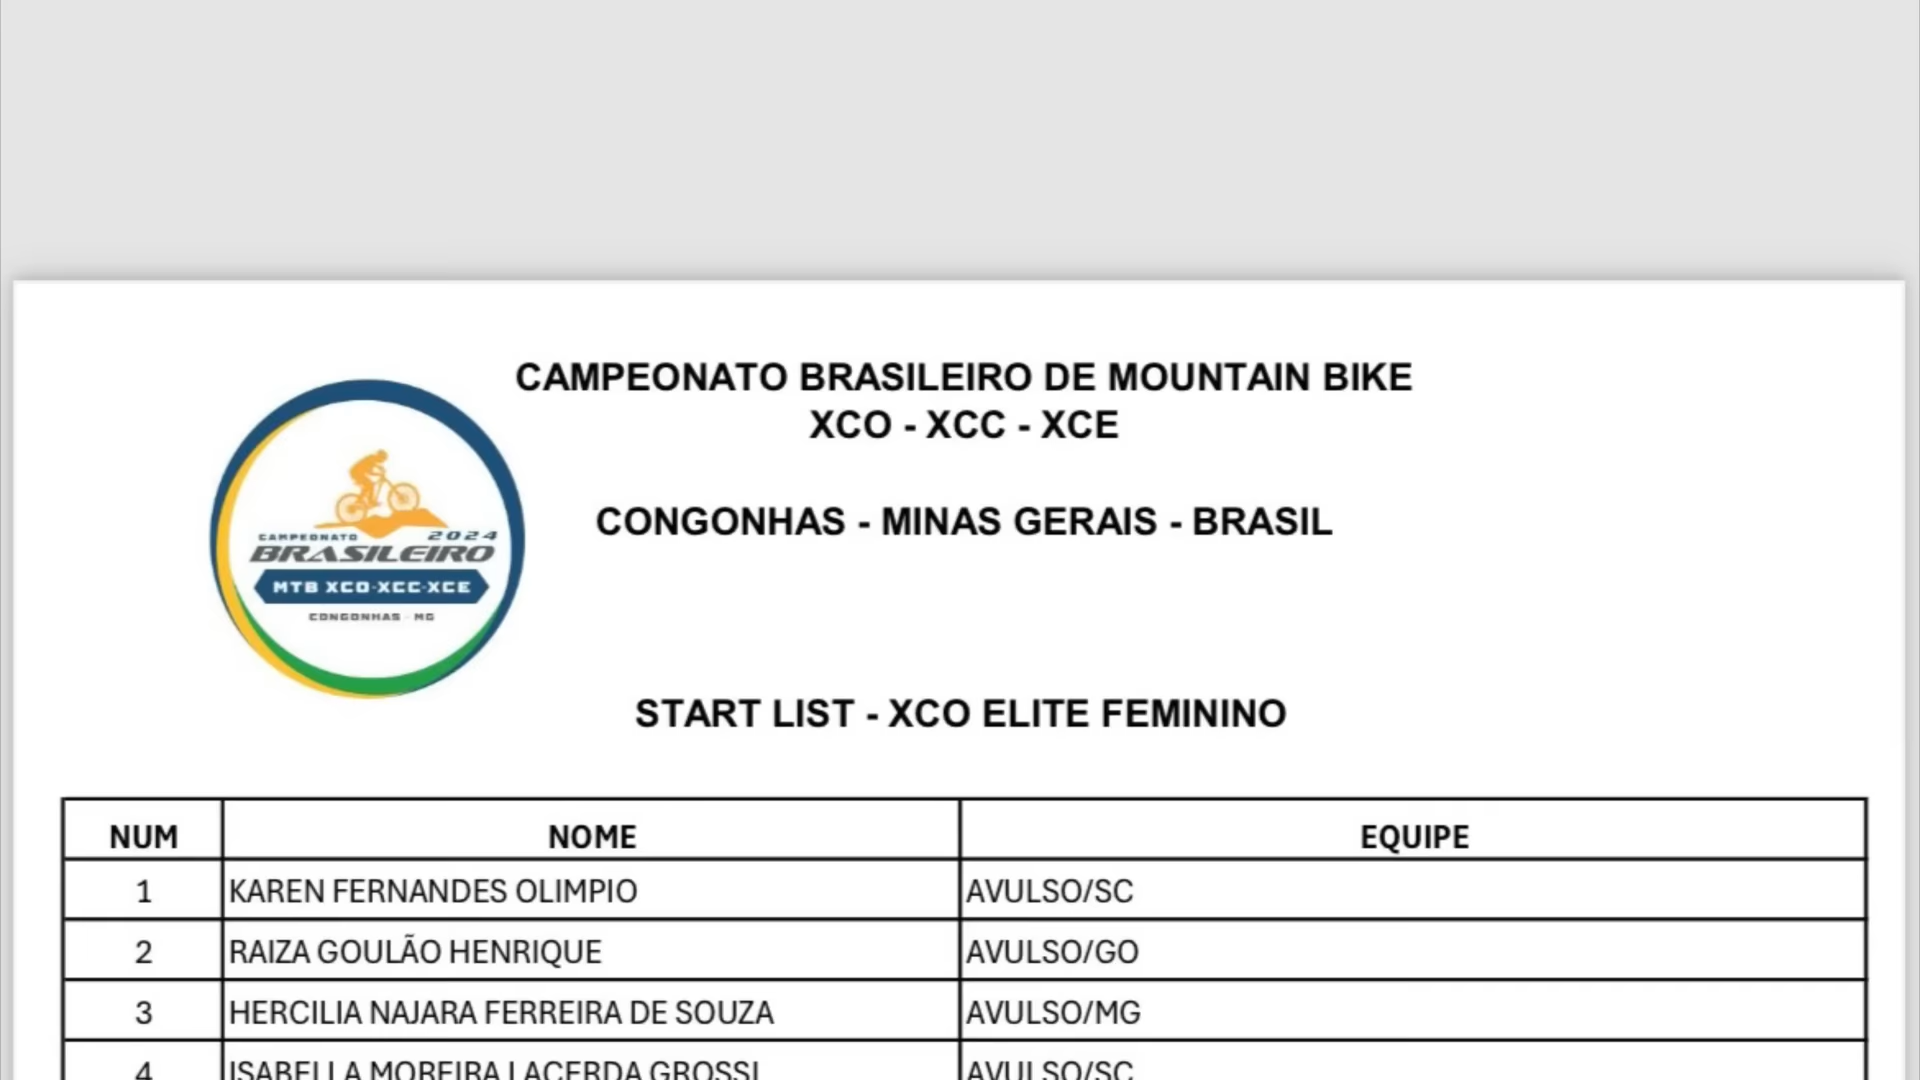 CAMPEONATO BRASILEIRO DE MOUNTAIN BIKE
XCO - XCC - XCE
CONGONHAS - MINAS GERAIS - BRASIL
CAMPEONATO 2024
BRASILEIRO
MTB XCO-XCC-XCE
CONGONHAS - MG
START LIST - XCO ELITE FEMININO
NUM NOME EQUIPE
1 KAREN FERNANDES OLIMPIO AVULSO/SC
2 RAIZA GOULÃO HENRIQUE AVULSO/GO
3 HERCILIA NAJARA FERREIRA DE SOUZA AVULSO/MG
4 ISABELLA MOREIRA LACERDA GROSSI AVULSO/SC